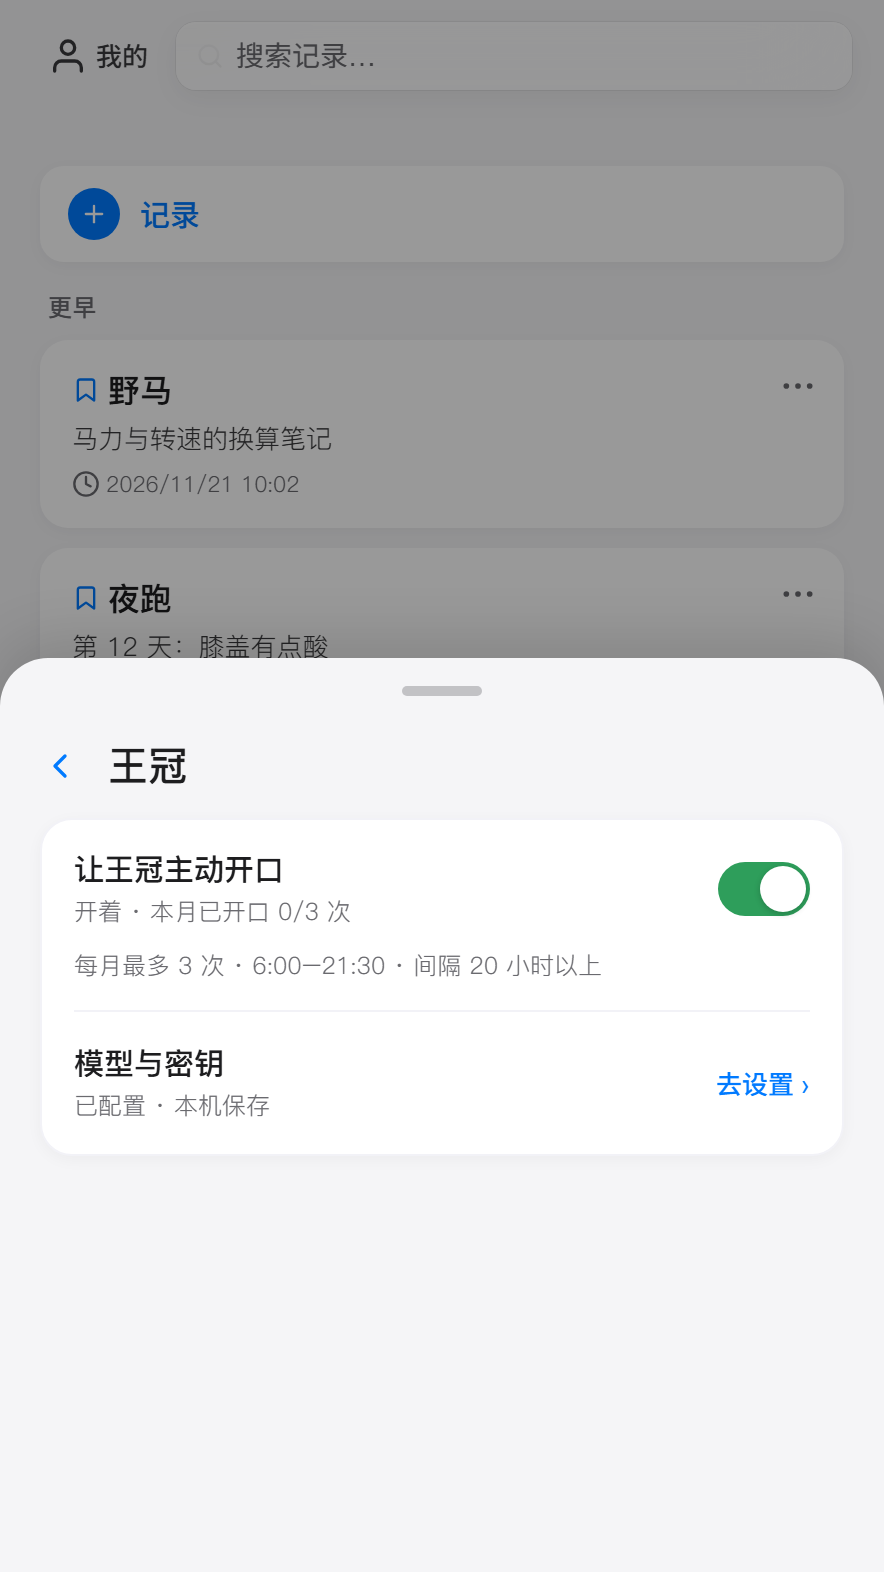 我的
搜索记录...
记录
更早
野马
马力与转速的换算笔记
2026/11/21 10:02
夜跑
第 12 天：膝盖有点酸
王冠
让王冠主动开口
开着 · 本月已开口 0/3 次
每月最多 3 次 · 6:00–21:30 · 间隔 20 小时以上
模型与密钥
已配置 · 本机保存
去设置 ›